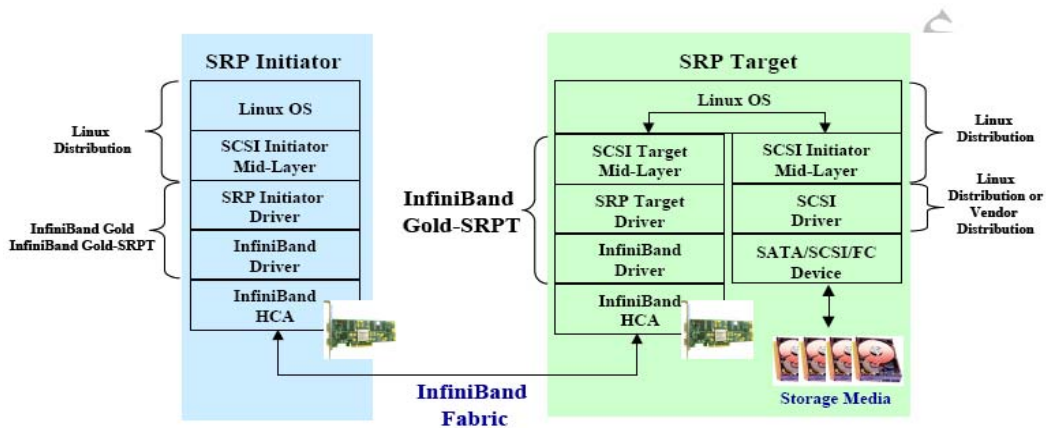 SRP Initiator
Linux OS
SCSI Initiator
Mid-Layer
SRP Initiator
Driver
InfiniBand
Driver
InfiniBand
HCA
Linux
Distribution
InfiniBand Gold
InfiniBand Gold-SRPT
SRP Target
Linux OS
SCSI Target
Mid-Layer
SRP Target
Driver
InfiniBand
Driver
InfiniBand
HCA
InfiniBand
Gold-SRPT
SCSI Initiator
Mid-Layer
SCSI
Driver
SATA/SCSI/FC
Device
Storage Media
Linux
Distribution
Linux
Distribution or
Vendor
Distribution
InfiniBand
Fabric